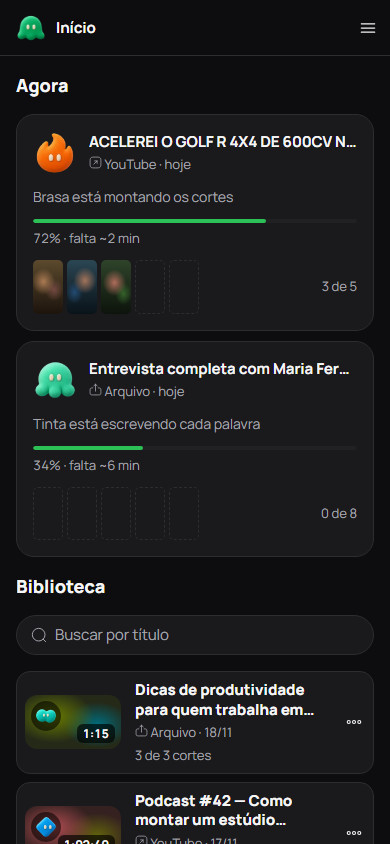 Início
Agora
ACELEREI O GOLF R 4X4 DE 600CV N...
YouTube · hoje
Brasa está montando os cortes
72% · falta ~2 min
3 de 5
Entrevista completa com Maria Fer...
Arquivo · hoje
Tinta está escrevendo cada palavra
34% · falta ~6 min
0 de 8
Biblioteca
Buscar por título
Dicas de produtividade
para quem trabalha em...
Arquivo · 18/11
1:15
3 de 3 cortes
Podcast #42 — Como
montar um estúdio...
YouTube · 17/11